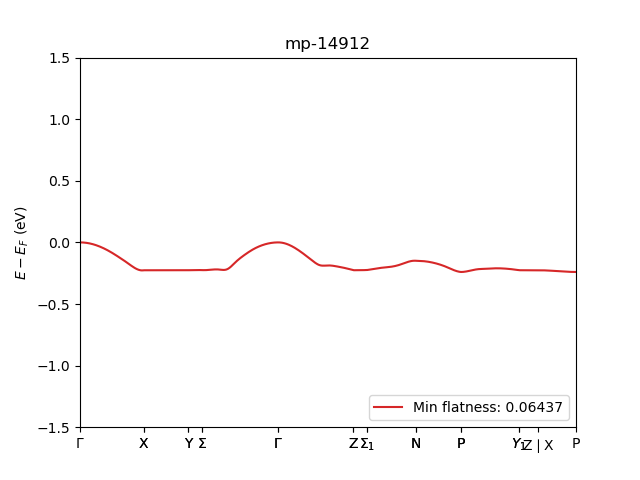 mp-14912
E − E_F (eV)
1.5
1.0
0.5
0.0
−0.5
−1.0
−1.5
Min flatness: 0.06437
Γ X Y Σ Γ Z Σ₁ N P Y₁ Z | X P